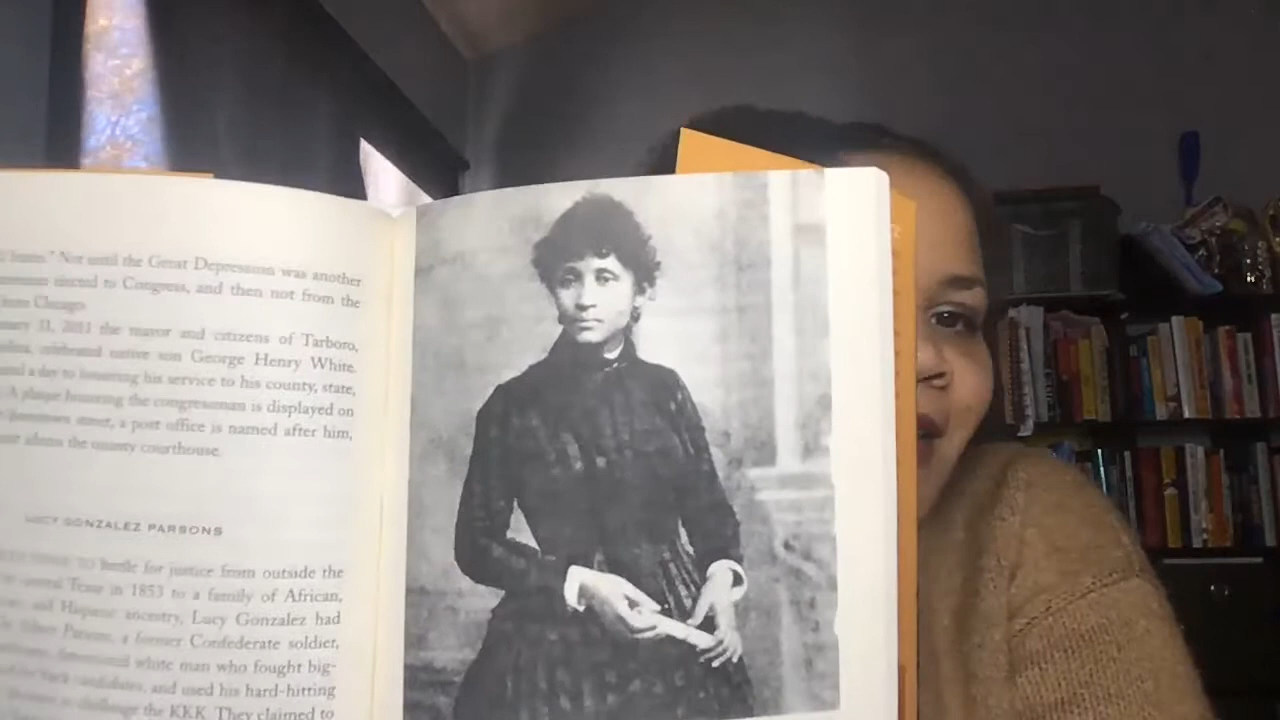 Not until the Great Depression was another
elected to Congress, and then not from the
from Chicago.
31, 2011 the mayor and citizens of Tarboro,
celebrated native son George Henry White.
a day to honoring his service to his county, state,
A plaque honoring the congressman is displayed on
street, a post office is named after him,
the county courthouse.
LUCY GONZALEZ PARSONS
to battle for justice from outside the
Texas in 1853 to a family of African,
and Hispanic ancestry, Lucy Gonzalez had
Parsons, a former Confederate soldier,
white man who fought big-
candidates, and used his hard-hitting
to challenge the KKK. They claimed to